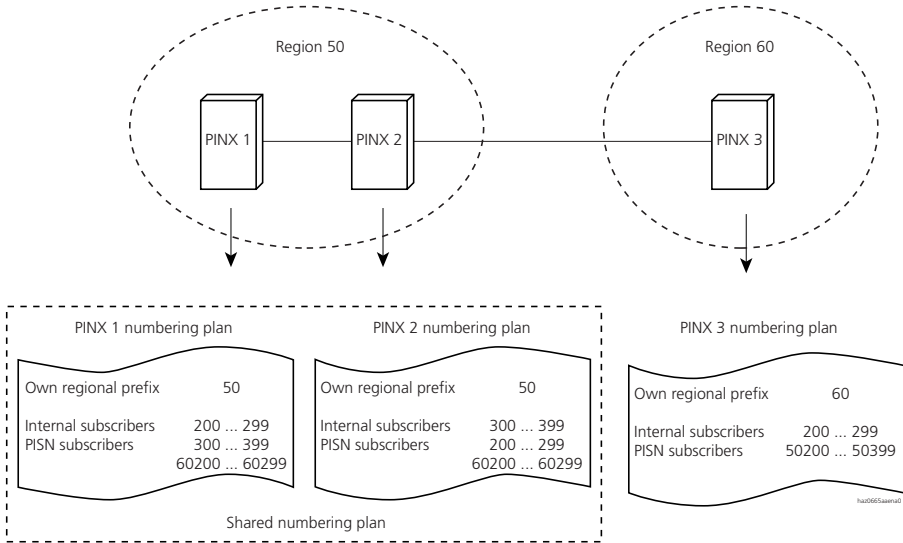 Region 50
Region 60
PINX 1
PINX 2
PINX 3
PINX 1 numbering plan
PINX 2 numbering plan
PINX 3 numbering plan
Own regional prefix 50
Internal subscribers 200 ... 299
PISN subscribers 300 ... 399
60200 ... 60299
Own regional prefix 50
Internal subscribers 300 ... 399
PISN subscribers 200 ... 299
60200 ... 60299
Own regional prefix 60
Internal subscribers 200 ... 299
PISN subscribers 50200 ... 50399
haz0665aaena0
Shared numbering plan